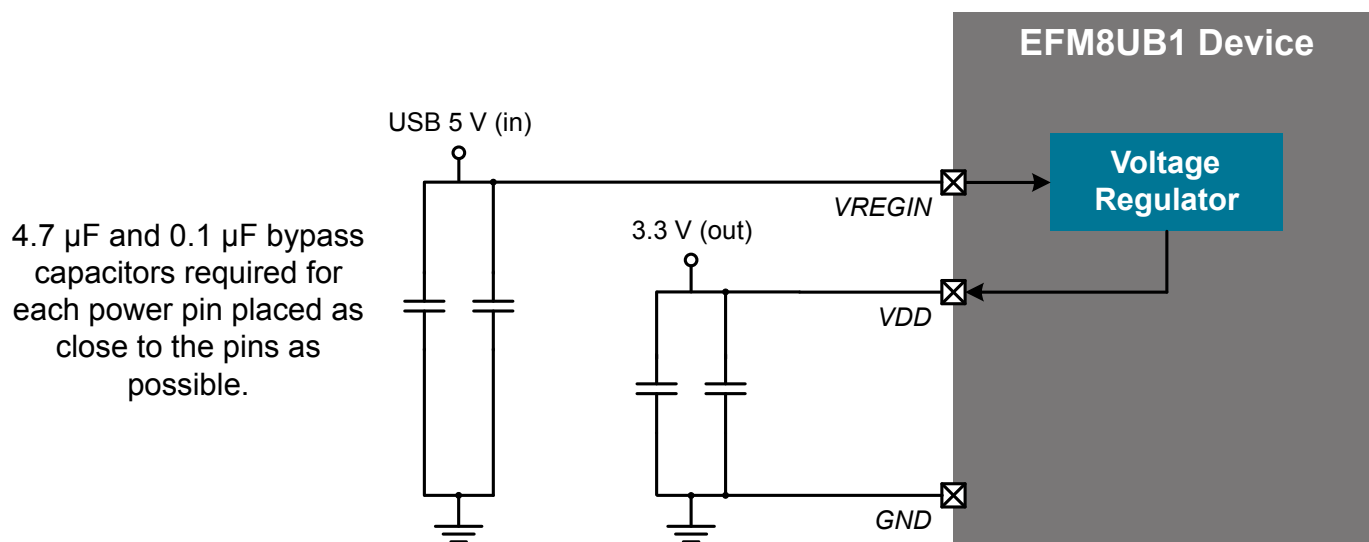 EFM8UB1 Device
USB 5 V (in)
Voltage
Regulator
VREGIN
4.7 µF and 0.1 µF bypass
capacitors required for
each power pin placed as
close to the pins as
possible.
3.3 V (out)
VDD
GND